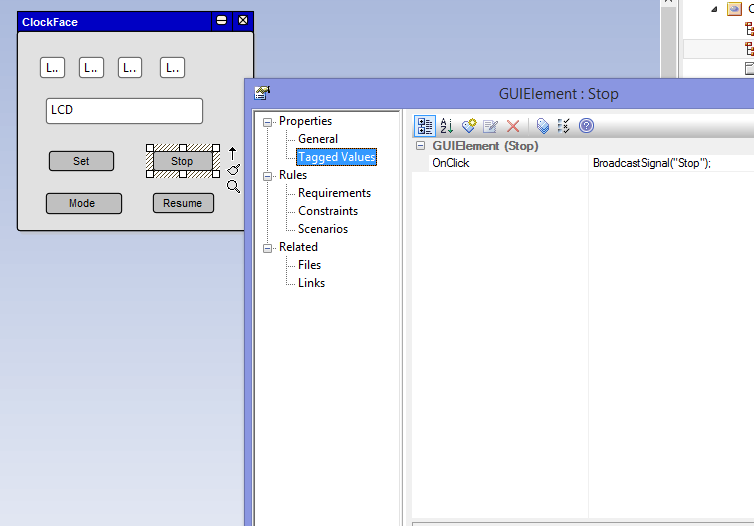 ClockFace
L.. L.. L.. L..
LCD
Set Stop
Mode Resume
GUIElement : Stop
Properties
General
Tagged Values
Rules
Requirements
Constraints
Scenarios
Related
Files
Links
GUIElement (Stop)
OnClick BroadcastSignal("Stop");